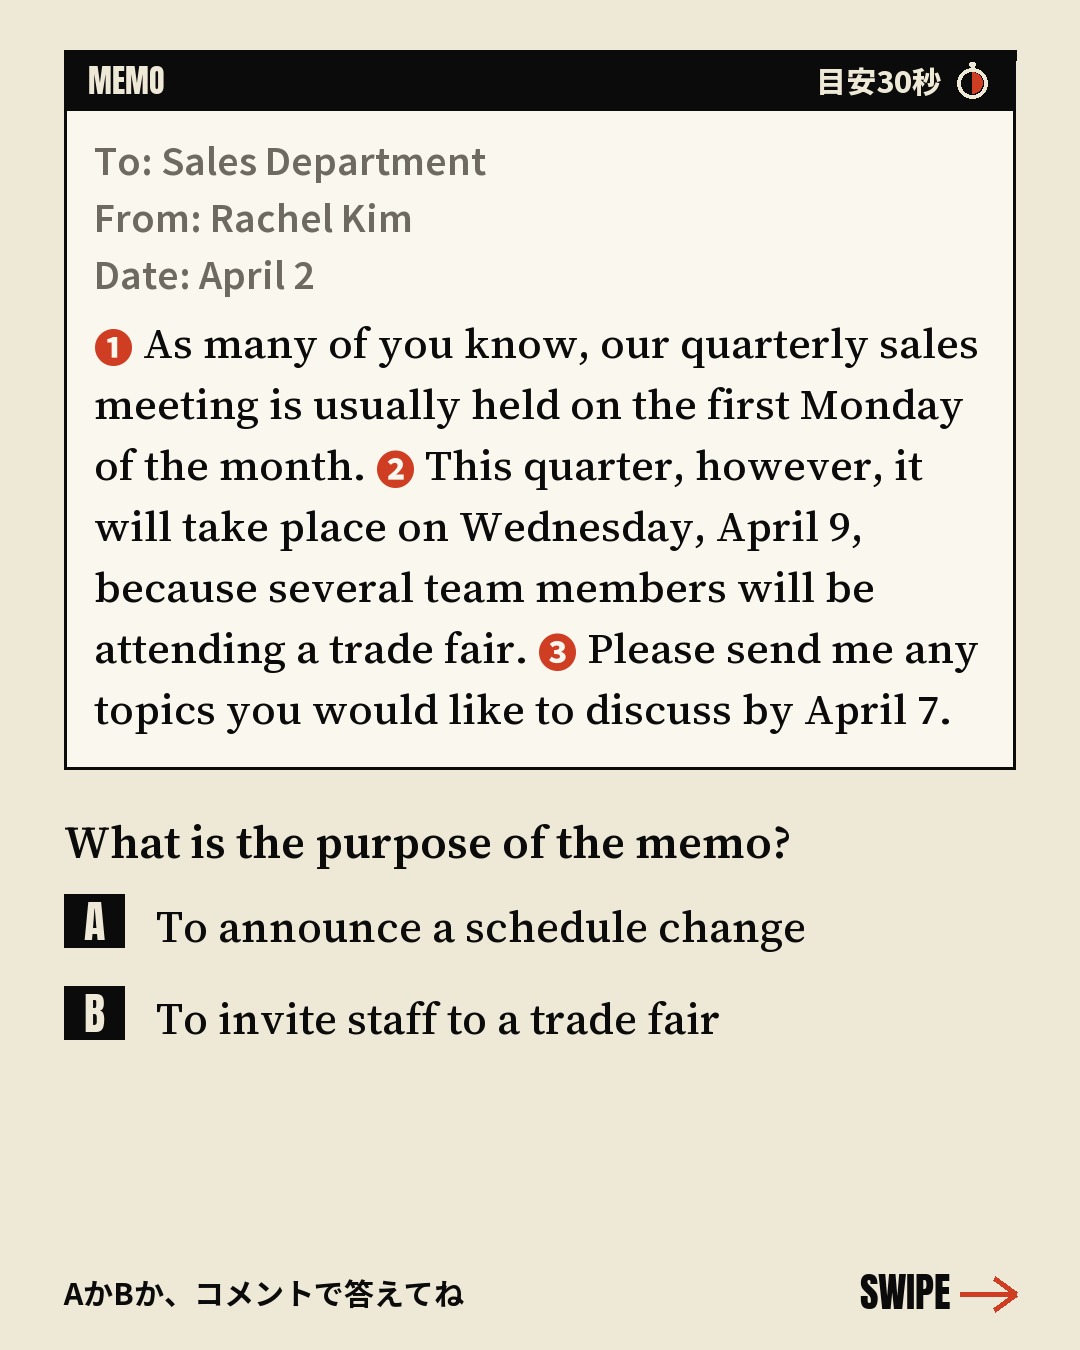 MEMO 目安30秒
To: Sales Department
From: Rachel Kim
Date: April 2
1 As many of you know, our quarterly sales
meeting is usually held on the first Monday
of the month. 2 This quarter, however, it
will take place on Wednesday, April 9,
because several team members will be
attending a trade fair. 3 Please send me any
topics you would like to discuss by April 7.
What is the purpose of the memo?
A To announce a schedule change
B To invite staff to a trade fair
AかBか、コメントで答えてね SWIPE